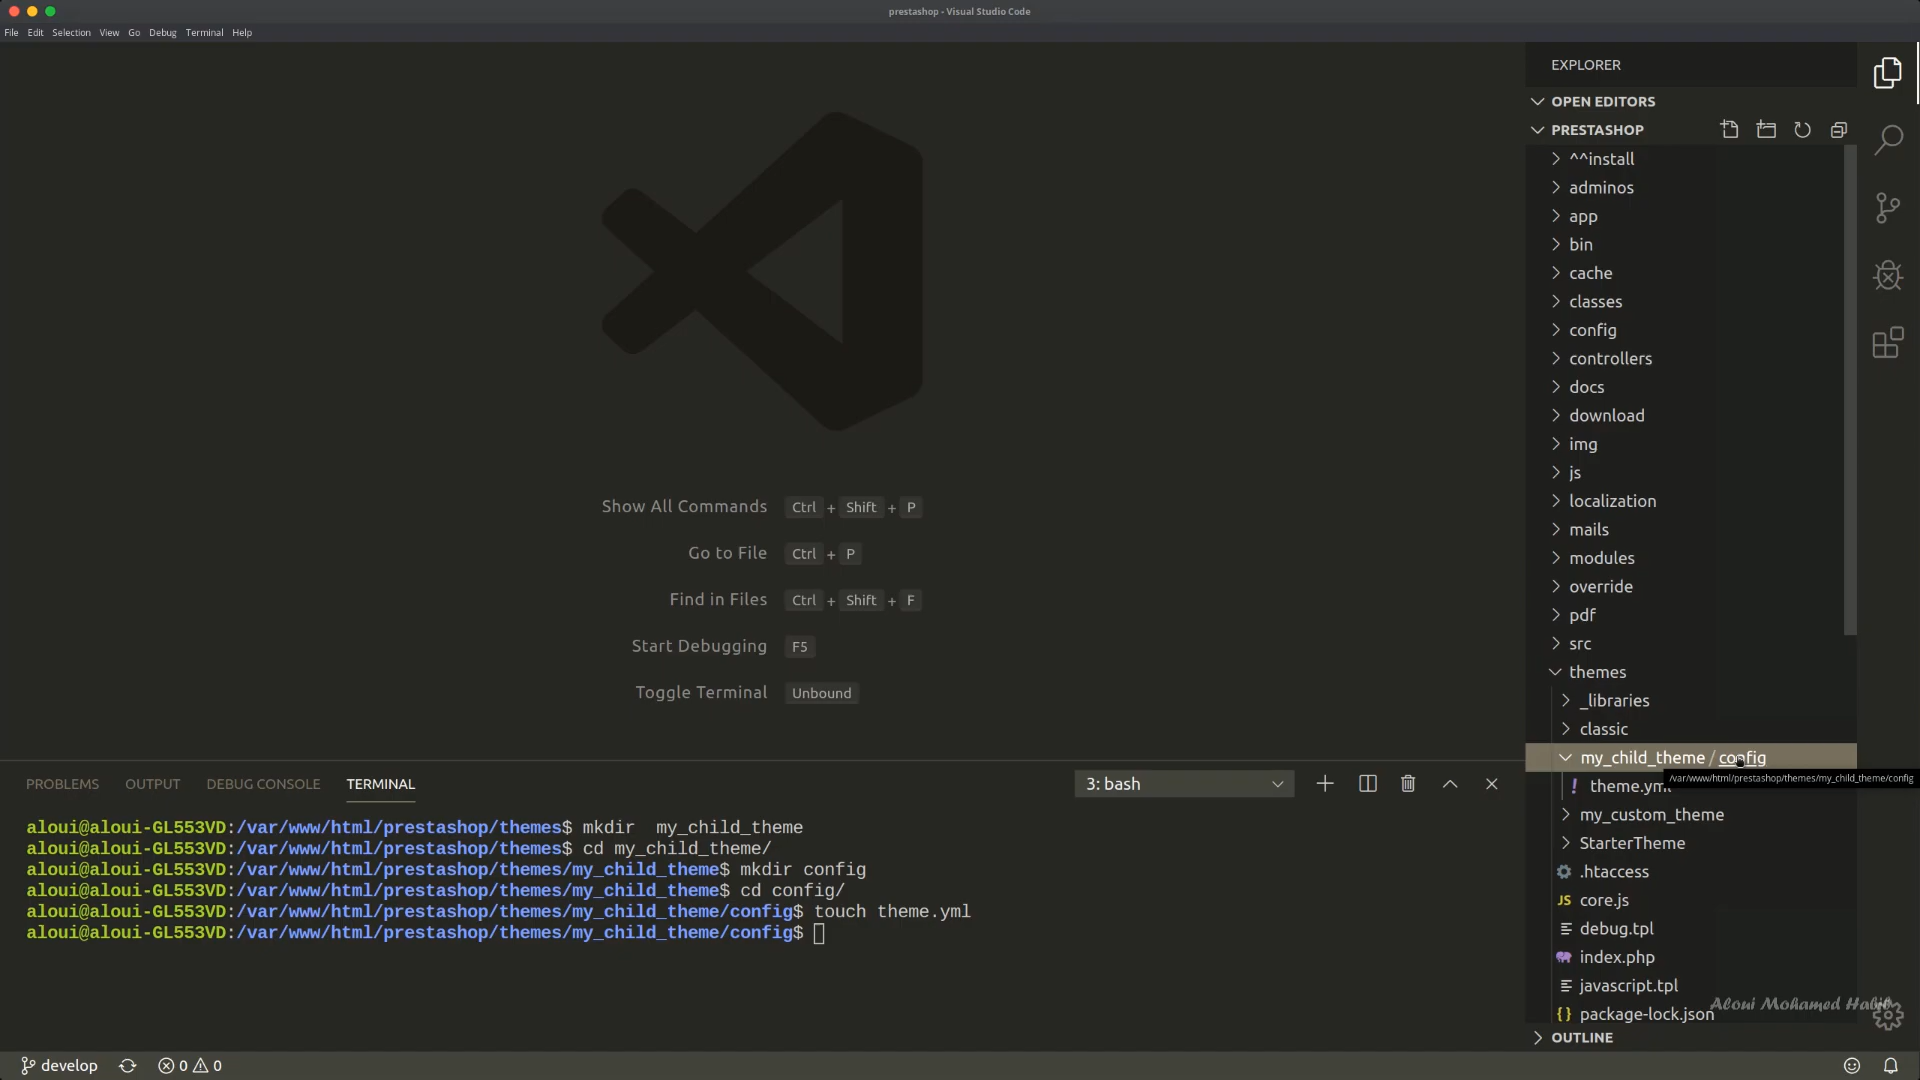 prestashop - Visual Studio Code
File Edit Selection View Go Debug Terminal Help
EXPLORER
OPEN EDITORS
PRESTASHOP
^^install
adminos
app
bin
cache
classes
config
controllers
docs
download
img
js
localization
mails
modules
override
pdf
src
themes
_libraries
classic
my_child_theme / config
/var/www/html/prestashop/themes/my_child_theme/config
! theme.yml
my_custom_theme
StarterTheme
.htaccess
JS core.js
debug.tpl
index.php
javascript.tpl
{} package-lock.json
OUTLINE
Show All Commands Ctrl + Shift + P
Go to File Ctrl + P
Find in Files Ctrl + Shift + F
Start Debugging F5
Toggle Terminal Unbound
PROBLEMS OUTPUT DEBUG CONSOLE TERMINAL 3: bash
aloui@aloui-GL553VD:/var/www/html/prestashop/themes$ mkdir  my_child_theme
aloui@aloui-GL553VD:/var/www/html/prestashop/themes$ cd my_child_theme/
aloui@aloui-GL553VD:/var/www/html/prestashop/themes/my_child_theme$ mkdir config
aloui@aloui-GL553VD:/var/www/html/prestashop/themes/my_child_theme$ cd config/
aloui@aloui-GL553VD:/var/www/html/prestashop/themes/my_child_theme/config$ touch theme.yml
aloui@aloui-GL553VD:/var/www/html/prestashop/themes/my_child_theme/config$
Aloui Mohamed Habib
develop 0 0